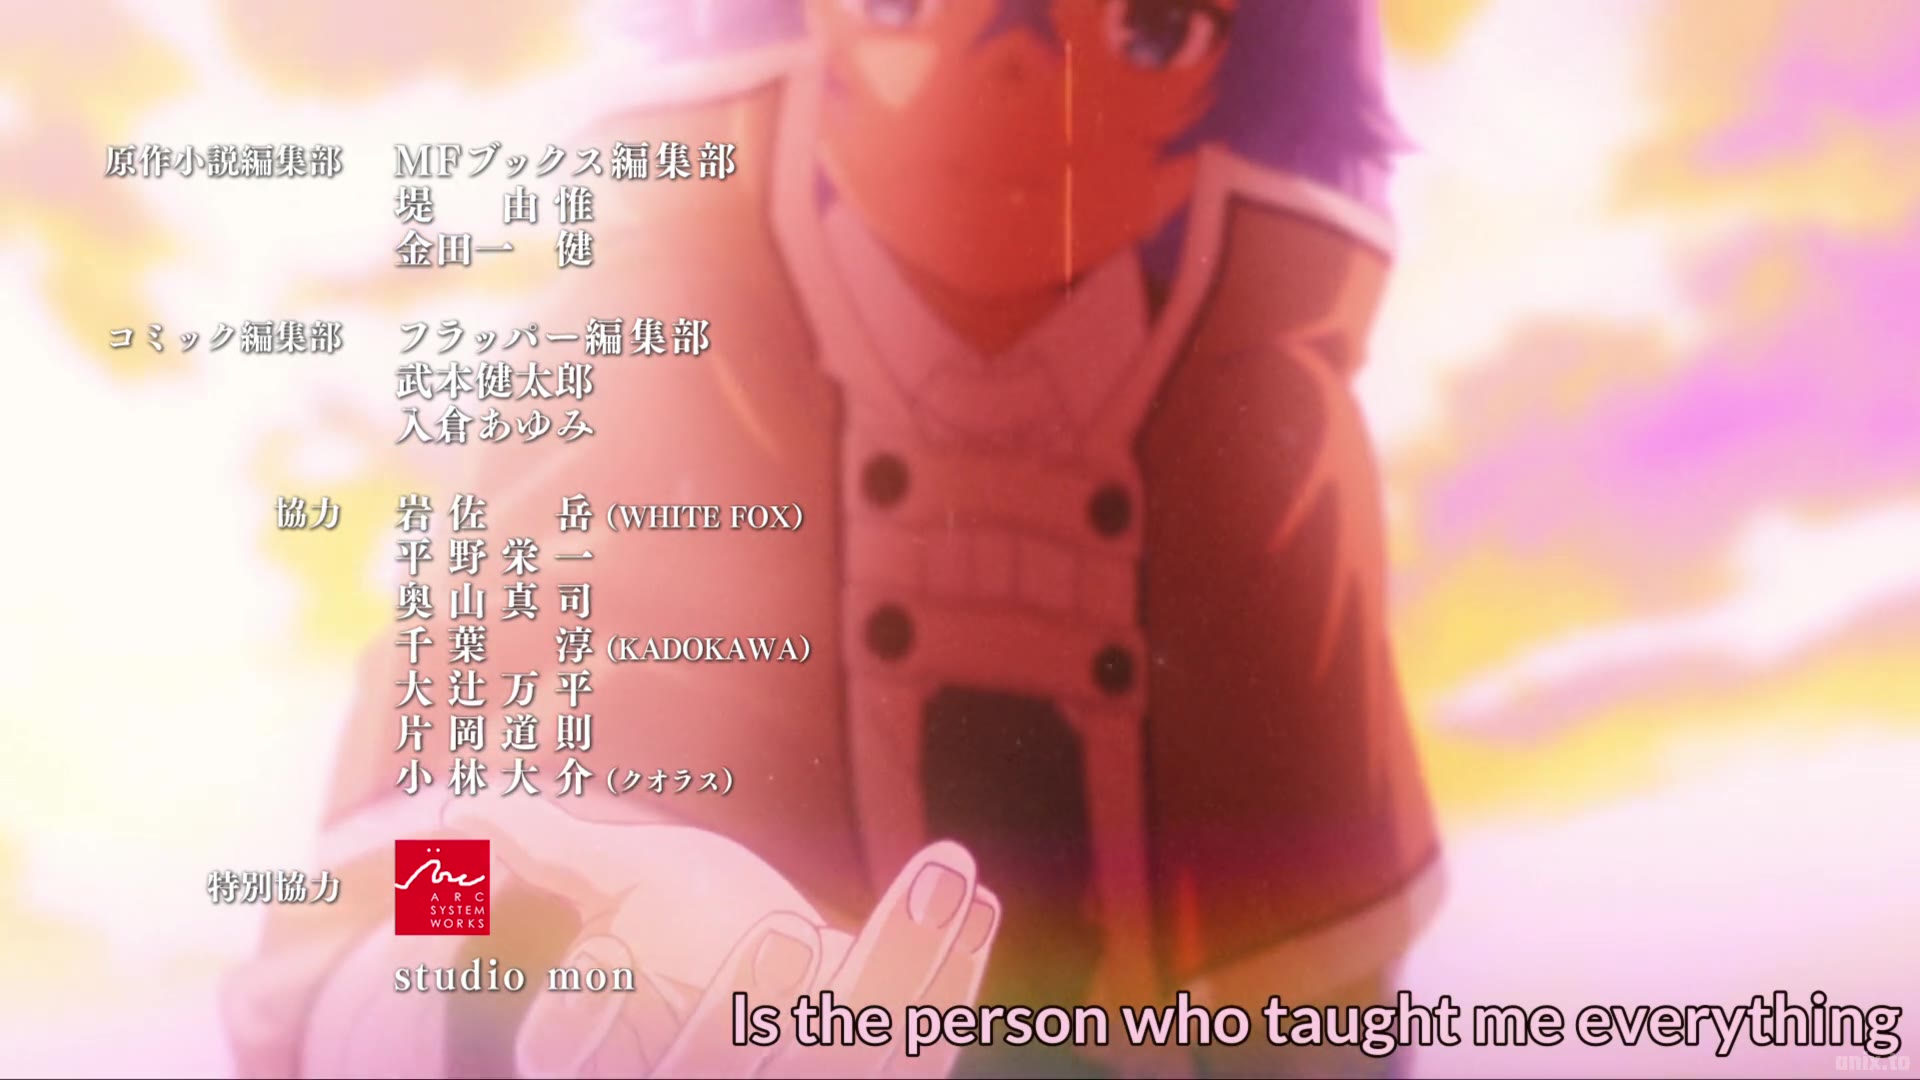 原作小説編集部 MFブックス編集部
堤 由惟
金田一 健
コミック編集部 フラッパー編集部
武本健太郎
入倉あゆみ
協力 岩佐 岳(WHITE FOX)
平野栄一
奥山真司
千葉 淳(KADOKAWA)
大辻万平
片岡道則
小林大介(クオラス)
特別協力
ARC
SYSTEM
WORKS
studio mon
Is the person who taught me everything
anix.to